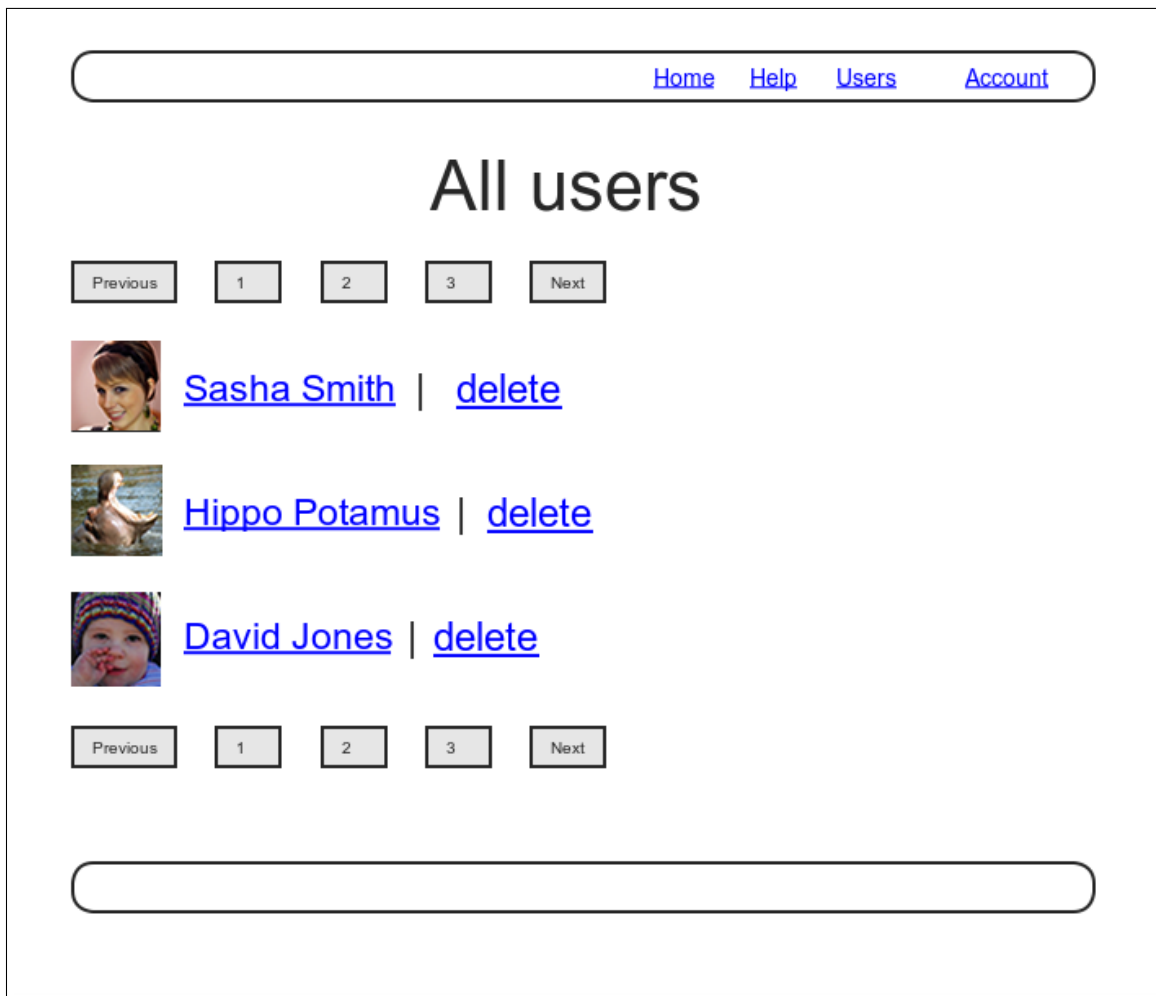 Home Help Users Account
All users
Previous 1 2 3 Next
Sasha Smith | delete
Hippo Potamus | delete
David Jones | delete
Previous 1 2 3 Next